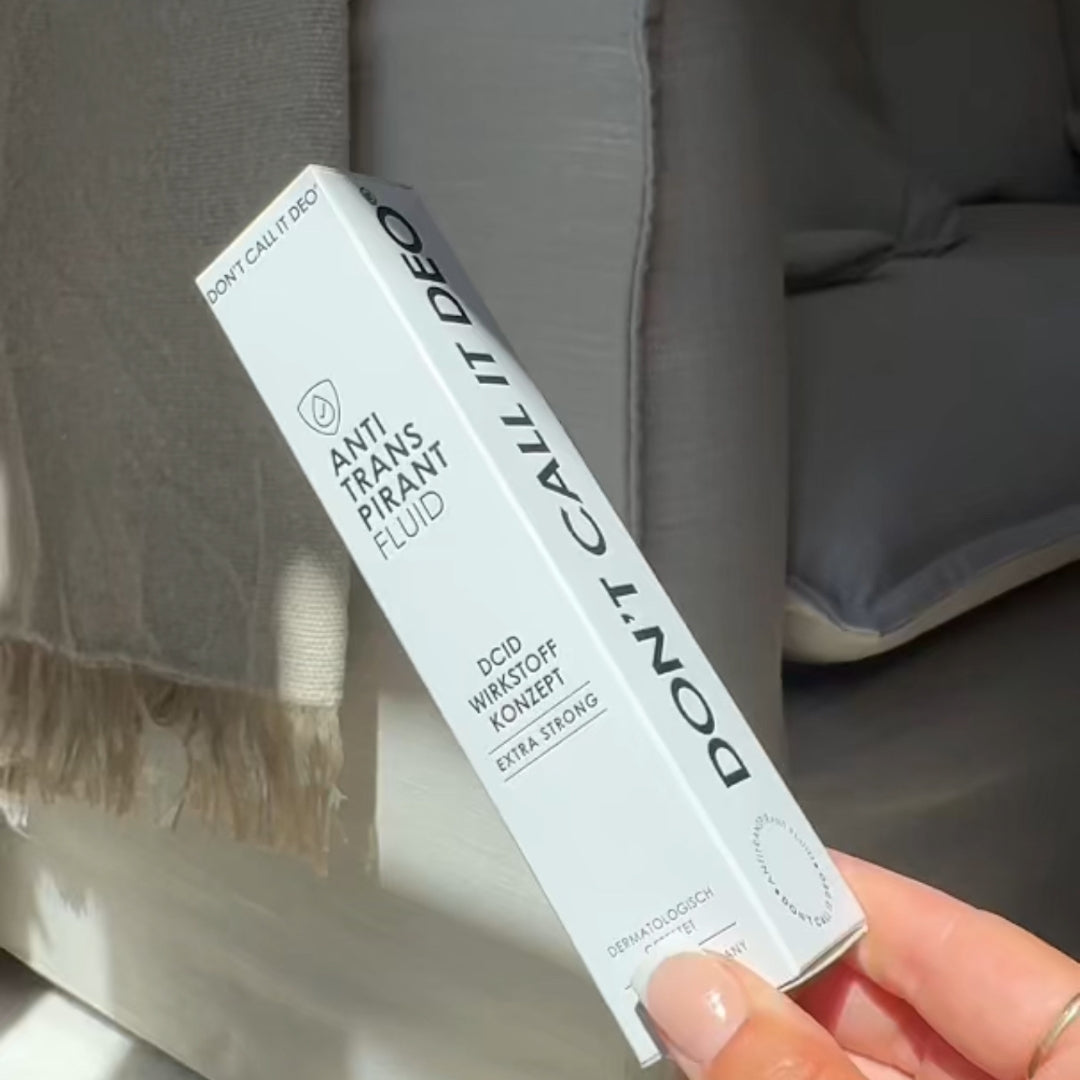 DON'T CALL IT DEO®
ANTI
TRANS
PIRANT
FLUID
DCID
WIRKSTOFF
KONZEPT
EXTRA STRONG
DERMATOLOGISCH
DON'T CALL IT DEO®